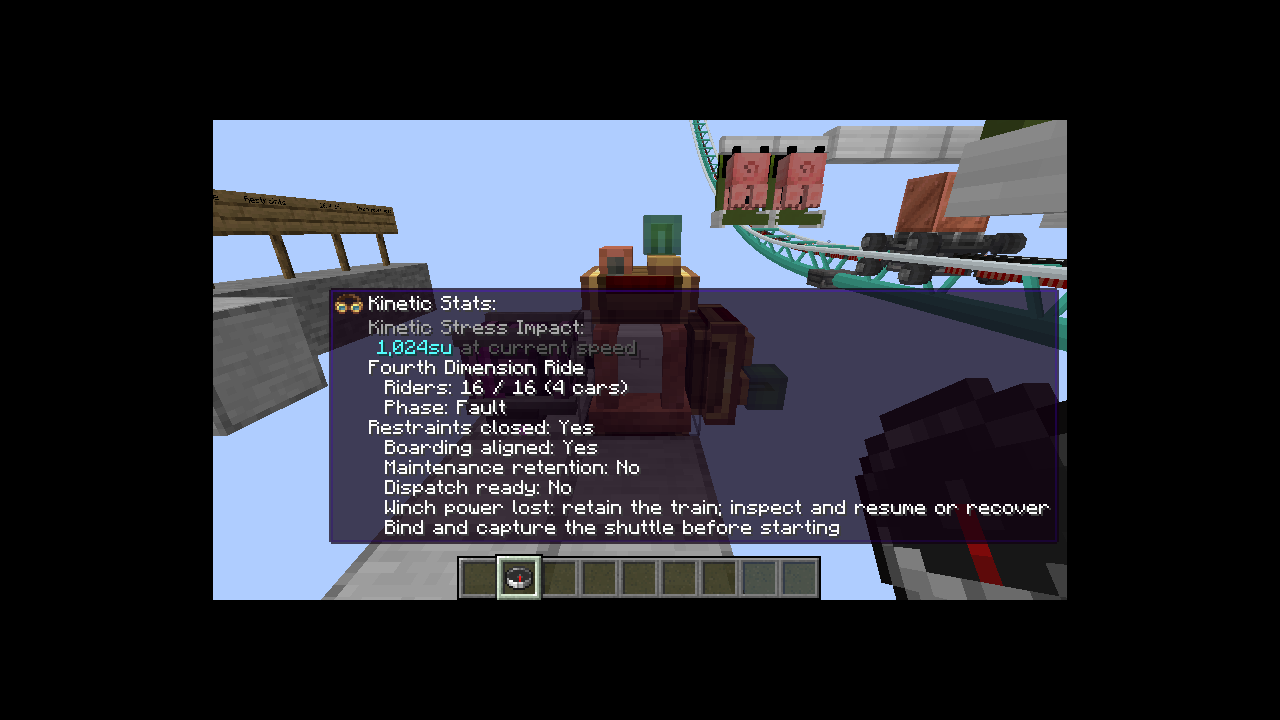 Restraints
Kinetic Stats:
Kinetic Stress Impact:
1,024su at current speed
Fourth Dimension Ride
Riders: 16 / 16 (4 cars)
Phase: Fault
Restraints closed: Yes
Boarding aligned: Yes
Maintenance retention: No
Dispatch ready: No
Winch power lost: retain the train; inspect and resume or recover
Bind and capture the shuttle before starting